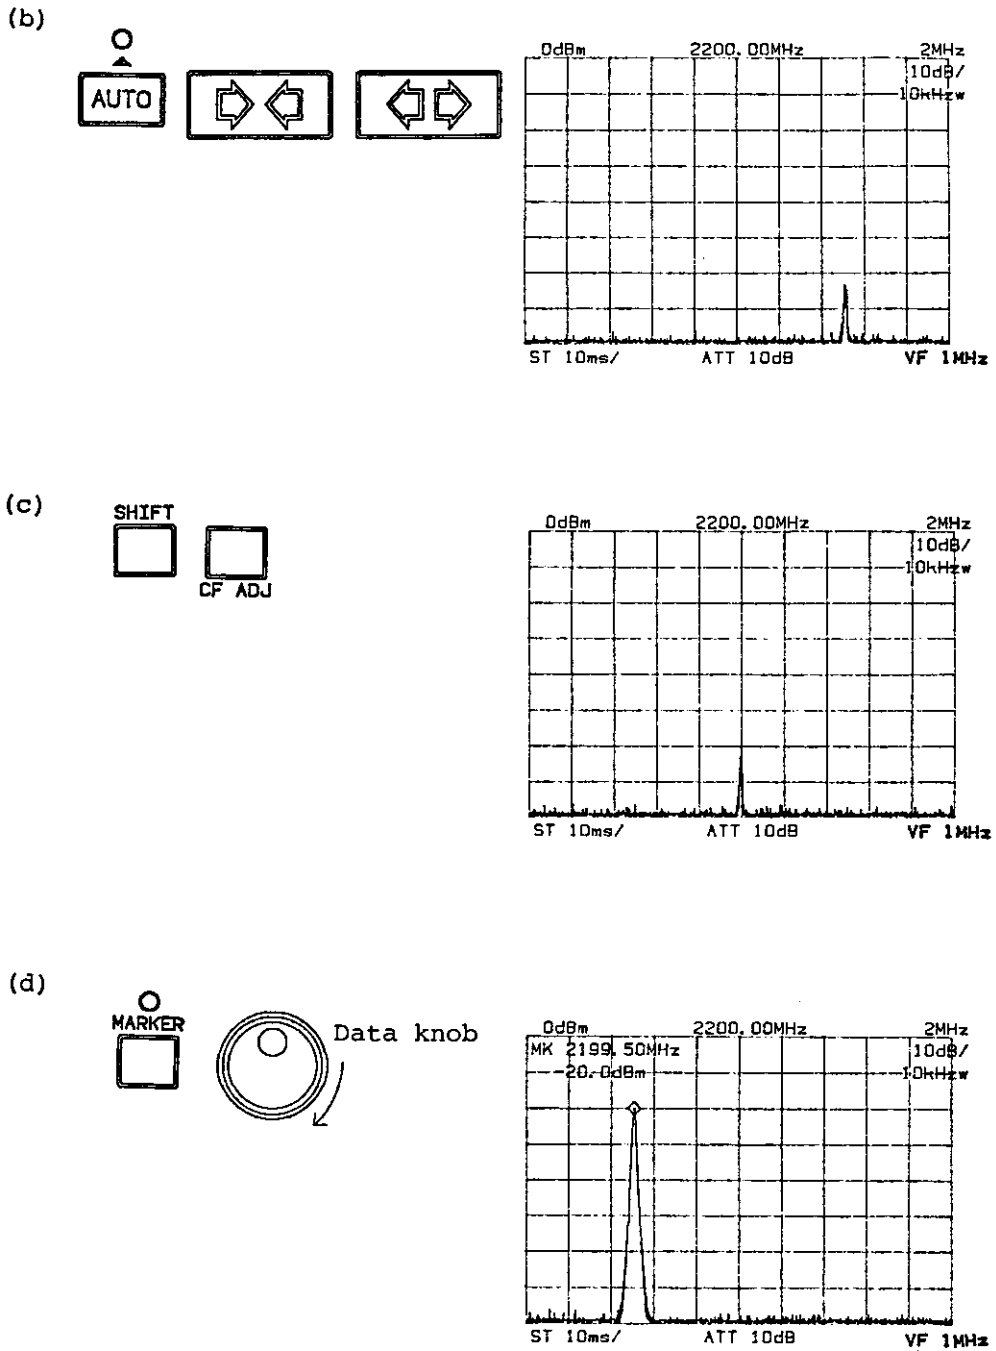 (b)
AUTO
0dBm 2200.00MHz 2MHz
10dB/
10kHzw
ST 10ms/ ATT 10dB VF 1MHz
(c)
SHIFT
CF ADJ
0dBm 2200.00MHz 2MHz
10dB/
10kHzw
ST 10ms/ ATT 10dB VF 1MHz
(d)
MARKER
Data knob
0dBm 2200.00MHz 2MHz
MK 2199.50MHz 10dB/
-20.0dBm 10kHzw
ST 10ms/ ATT 10dB VF 1MHz